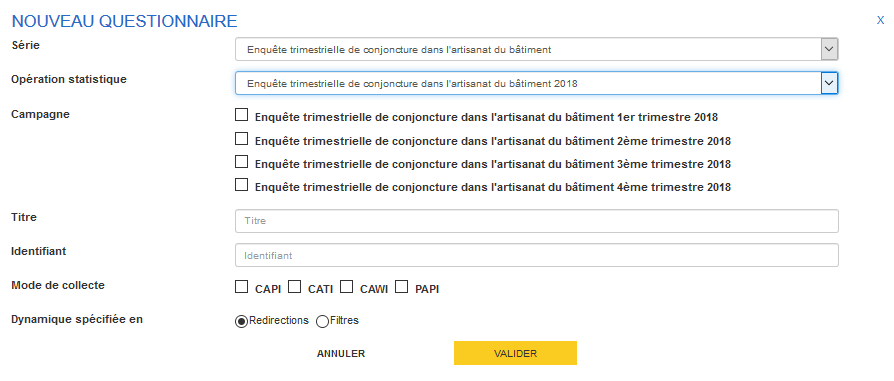 NOUVEAU QUESTIONNAIRE X
Série Enquête trimestrielle de conjoncture dans l'artisanat du bâtiment
Opération statistique Enquête trimestrielle de conjoncture dans l'artisanat du bâtiment 2018
Campagne Enquête trimestrielle de conjoncture dans l'artisanat du bâtiment 1er trimestre 2018
Enquête trimestrielle de conjoncture dans l'artisanat du bâtiment 2ème trimestre 2018
Enquête trimestrielle de conjoncture dans l'artisanat du bâtiment 3ème trimestre 2018
Enquête trimestrielle de conjoncture dans l'artisanat du bâtiment 4ème trimestre 2018
Titre Titre
Identifiant Identifiant
Mode de collecte CAPI CATI CAWI PAPI
Dynamique spécifiée en Redirections Filtres
ANNULER VALIDER